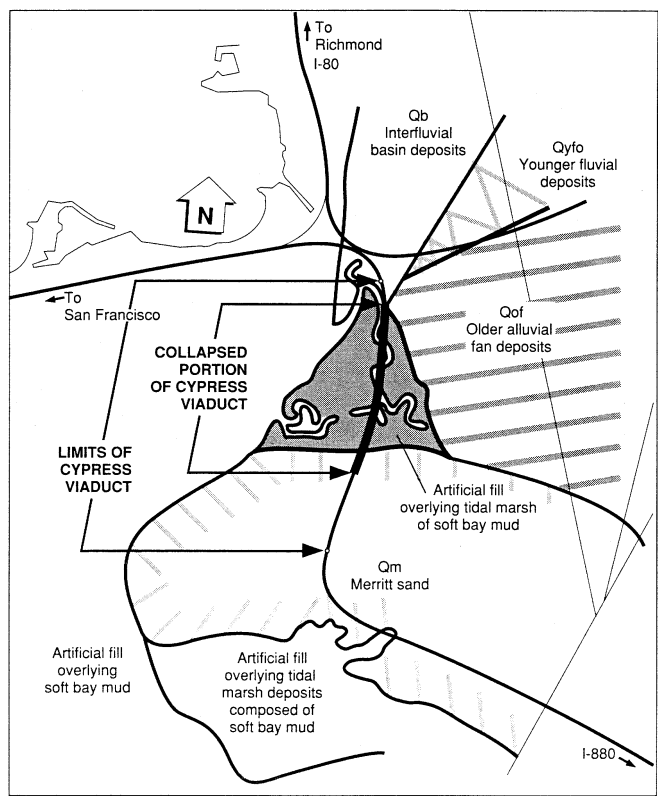 To
Richmond
I-80
Qb
Interfluvial
basin deposits
Qyfo
Younger fluvial
deposits
N
To
San Francisco
Qof
Older alluvial
fan deposits
COLLAPSED
PORTION
OF CYPRESS
VIADUCT
LIMITS OF
CYPRESS
VIADUCT
Artificial fill
overlying tidal marsh
of soft bay mud
Qm
Merritt sand
Artificial fill
overlying
soft bay mud
Artificial fill
overlying tidal
marsh deposits
composed of
soft bay mud
I-880